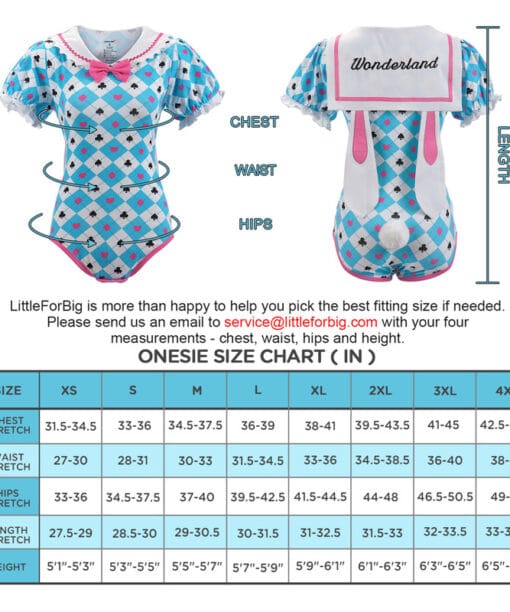 Wonderland
CHEST
WAIST
HIPS
LENGTH
LittleForBig is more than happy to help you pick the best fitting size if needed.
Please send us an email to service@littleforbig.com with your four
measurements - chest, waist, hips and height.
ONESIE SIZE CHART ( IN )
SIZE XS S M L XL 2XL 3XL 4X
HEST
RETCH 31.5-34.5 33-36 34.5-37.5 36-39 38-41 39.5-43.5 41-45 42.5-
AIST
RETCH 27-30 28-31 30-33 31.5-34.5 33-36 34.5-38.5 36-40 38-
HIPS
RETCH 33-36 34.5-37.5 37-40 39.5-42.5 41.5-44.5 44-48 46.5-50.5 49-
NGTH
RETCH 27.5-29 28.5-30 29-30.5 30-31.5 31-32.5 31.5-33 32-33.5 33-3
EIGHT 5'1"-5'3" 5'3"-5'5" 5'5"-5'7" 5'7"-5'9" 5'9"-6'1" 6'1"-6'3" 6'3"-6'5" 6'5"-